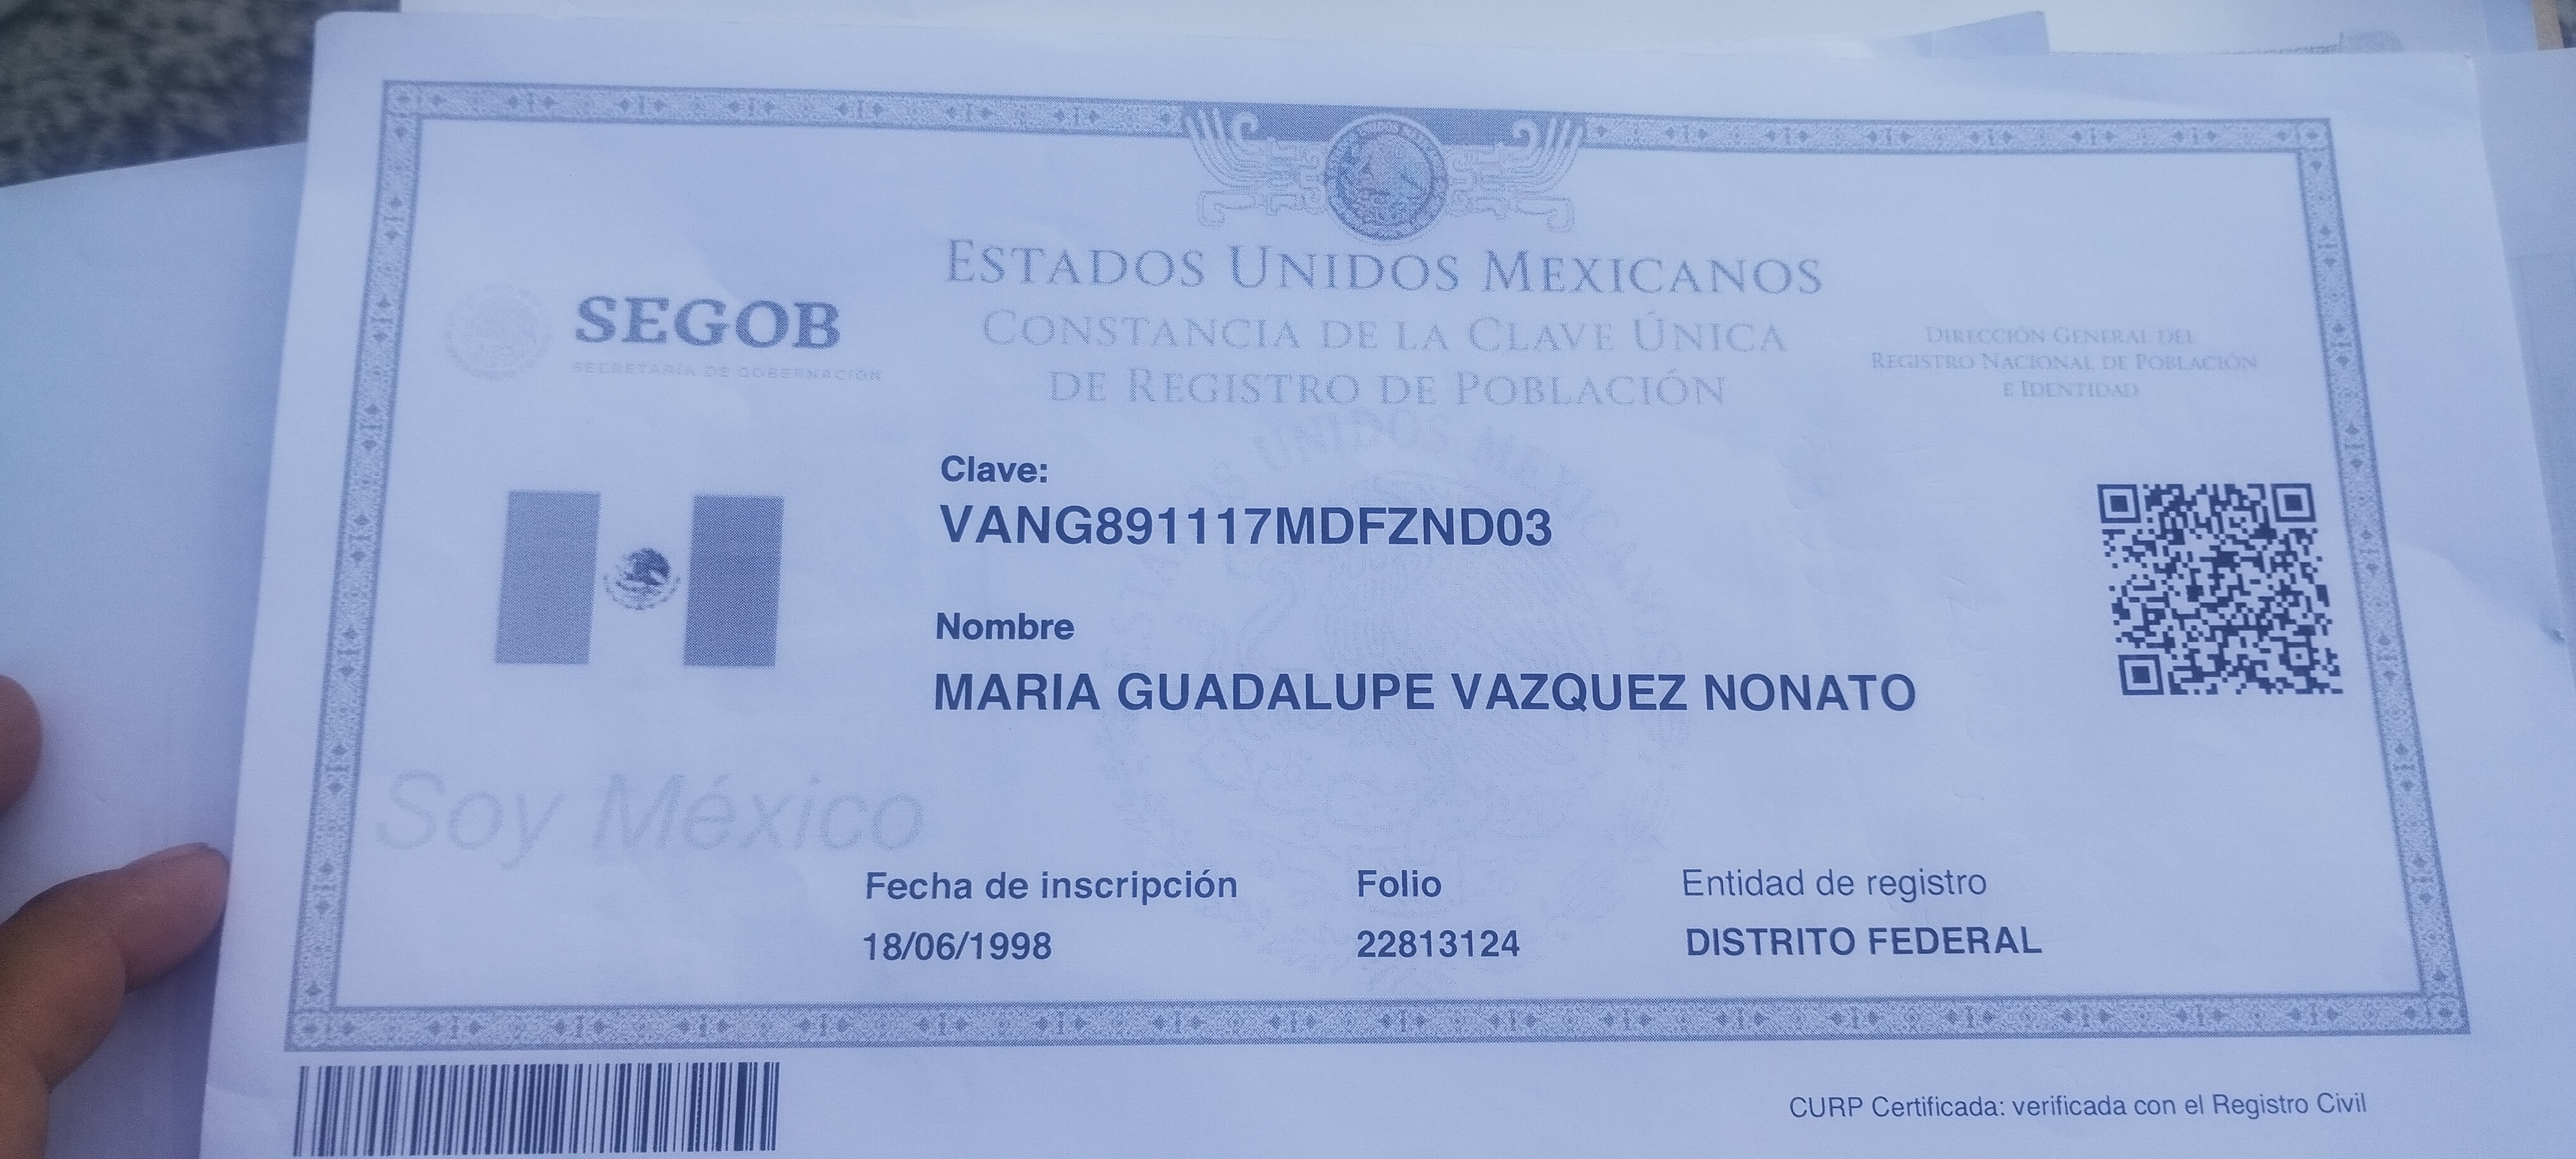 ESTADOS UNIDOS MEXICANOS
CONSTANCIA DE LA CLAVE ÚNICA
DE REGISTRO DE POBLACIÓN
SEGOB
SECRETARÍA DE GOBERNACIÓN
DIRECCIÓN GENERAL DEL
REGISTRO NACIONAL DE POBLACIÓN
E IDENTIDAD
Clave:
VANG891117MDFZND03
Nombre
MARIA GUADALUPE VAZQUEZ NONATO
Soy México
Fecha de inscripción
18/06/1998
Folio
22813124
Entidad de registro
DISTRITO FEDERAL
CURP Certificada: verificada con el Registro Civil